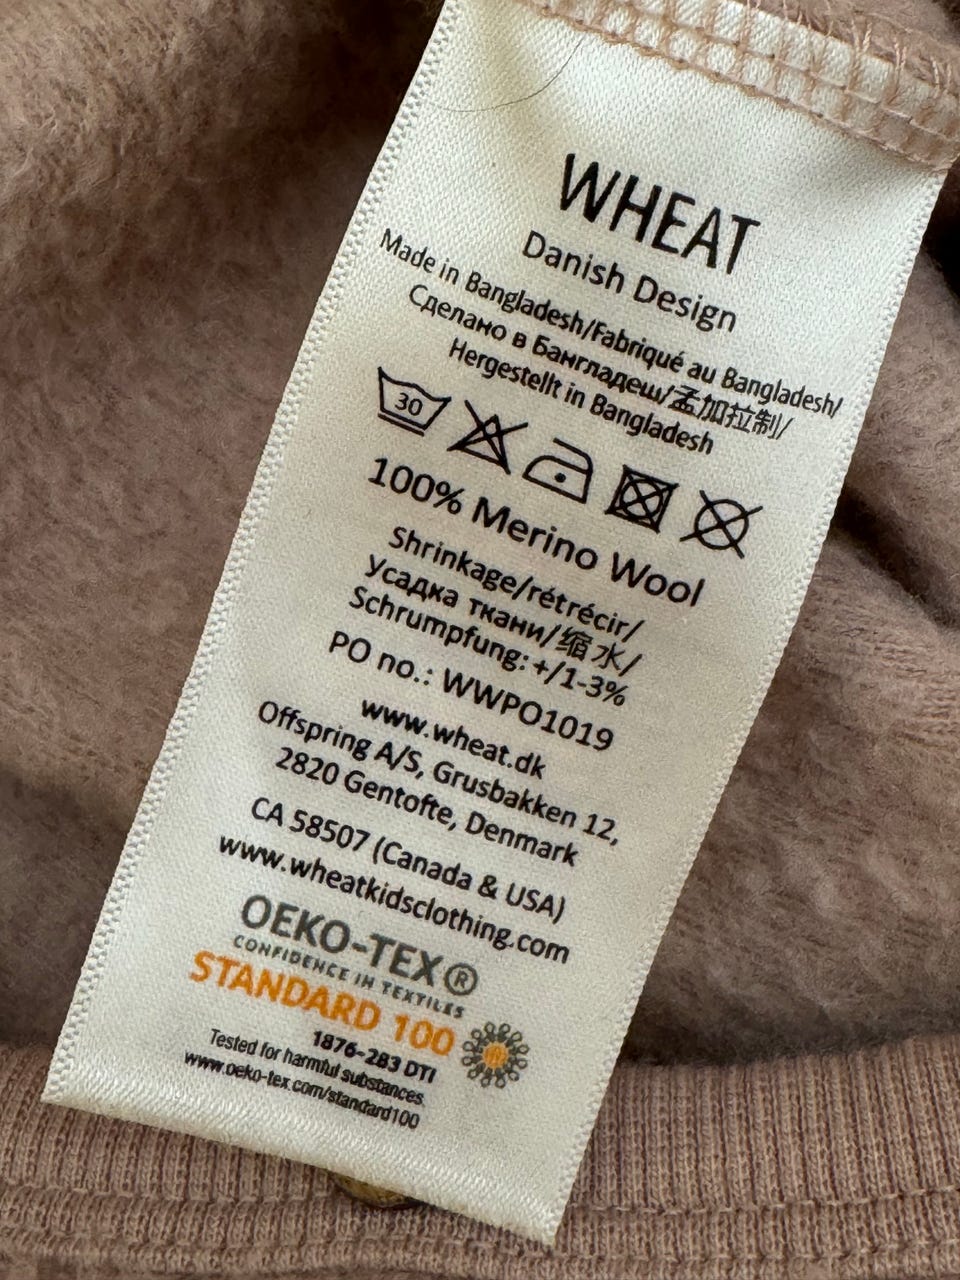 WHEAT
Danish Design
Made in Bangladesh/Fabriqué au Bangladesh/
Сделано в Бангладеш/孟加拉制/
Hergestellt in Bangladesh
30
100% Merino Wool
Shrinkage/rétrécir/
Усадка ткани/缩水/
Schrumpfung: +/1-3%
PO no.: WWPO1019
www.wheat.dk
Offspring A/S, Grusbakken 12,
2820 Gentofte, Denmark
CA 58507 (Canada & USA)
www.wheatkidsclothing.com
OEKO-TEX®
CONFIDENCE IN TEXTILES
STANDARD 100
1876-283 DTI
Tested for harmful substances
www.oeko-tex.com/standard100